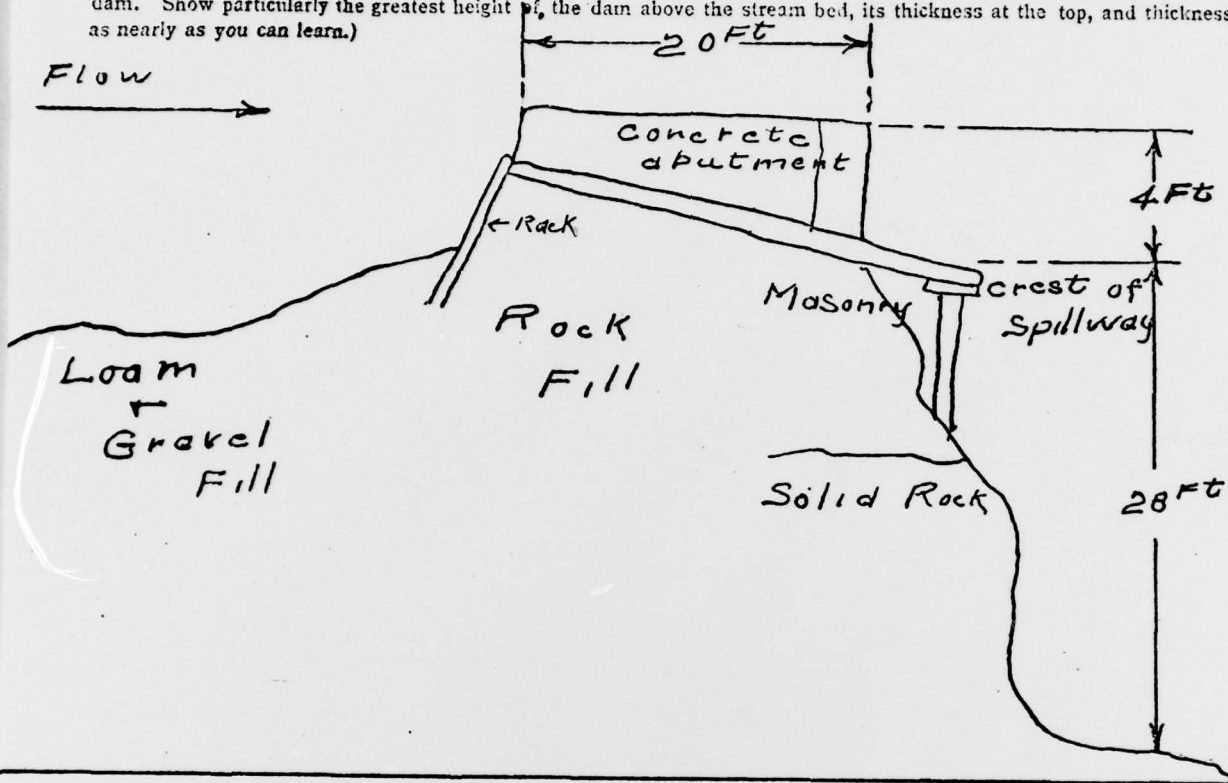 dam. Show particularly the greatest height of, the dam above the stream bed, its thickness at the top, and thickness
as nearly as you can learn.)
20 Ft
Flow
Concrete
abutment
4 Ft
← Rack
Masonry
crest of
Spillway
Rock
Fill
Loam
Gravel
Fill
Solid Rock
28 Ft